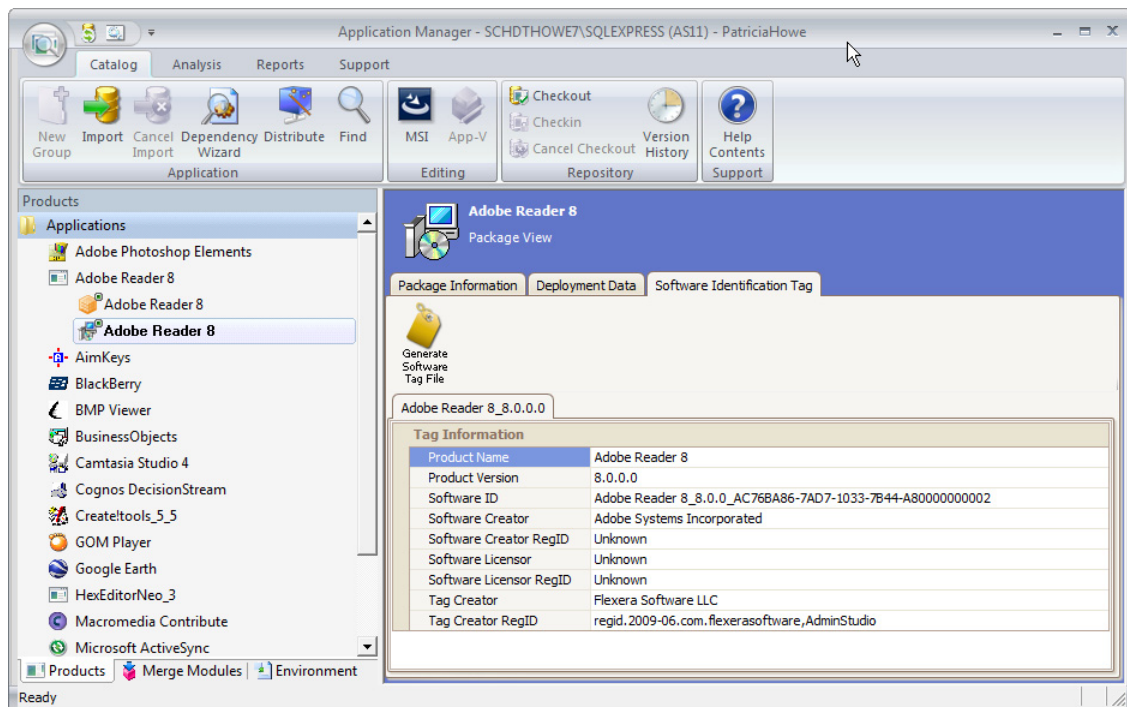 Application Manager - SCHDTHOWE7\SQLEXPRESS (AS11) - PatriciaHowe
Catalog Analysis Reports Support
New Group
Import
Cancel Import
Dependency Wizard
Distribute
Find
Application
MSI
App-V
Editing
Checkout
Checkin
Cancel Checkout
Version History
Repository
Help Contents
Support
Products
Applications
Adobe Photoshop Elements
Adobe Reader 8
Adobe Reader 8
Adobe Reader 8
AimKeys
BlackBerry
BMP Viewer
BusinessObjects
Camtasia Studio 4
Cognos DecisionStream
Create!tools_5_5
GOM Player
Google Earth
HexEditorNeo_3
Macromedia Contribute
Microsoft ActiveSync
Products Merge Modules Environment
Adobe Reader 8
Package View
Package Information Deployment Data Software Identification Tag
Generate
Software
Tag File
Adobe Reader 8_8.0.0.0
Tag Information
Product Name Adobe Reader 8
Product Version 8.0.0.0
Software ID Adobe Reader 8_8.0.0_AC76BA86-7AD7-1033-7B44-A80000000002
Software Creator Adobe Systems Incorporated
Software Creator RegID Unknown
Software Licensor Unknown
Software Licensor RegID Unknown
Tag Creator Flexera Software LLC
Tag Creator RegID regid.2009-06.com.flexerasoftware,AdminStudio
Ready